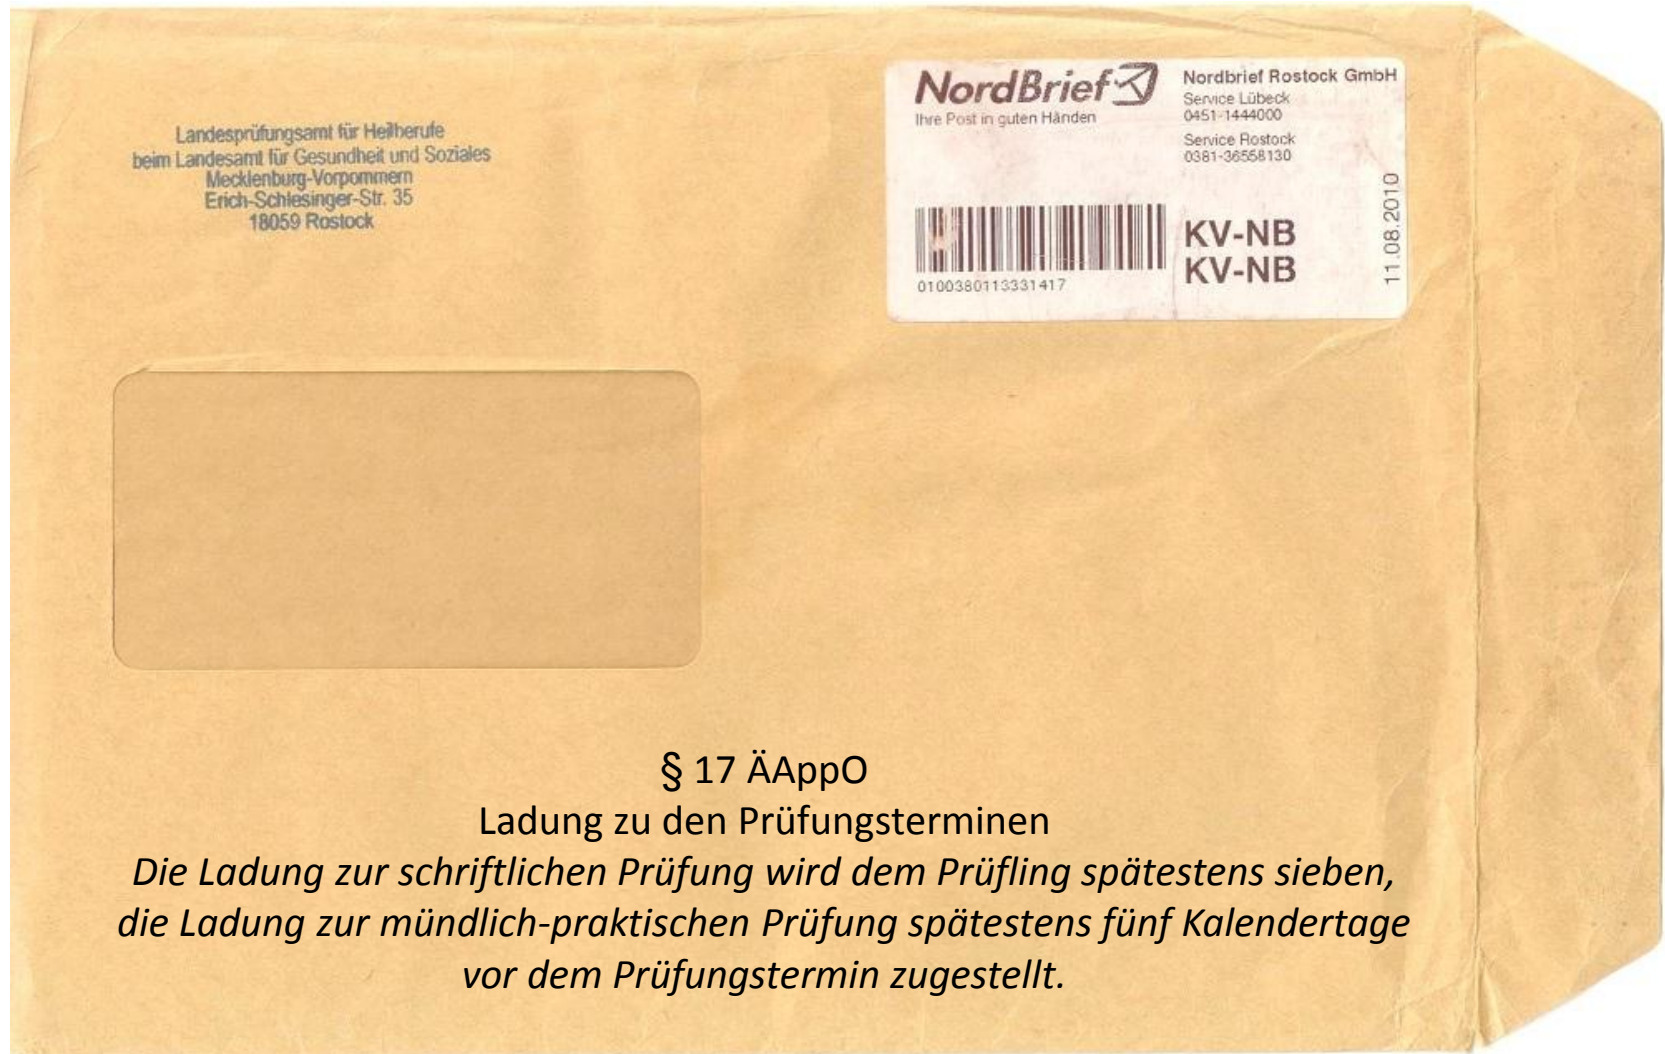 Landesprüfungsamt für Heilberufe
beim Landesamt für Gesundheit und Soziales
Mecklenburg-Vorpommern
Erich-Schlesinger-Str. 35
18059 Rostock
NordBrief
Ihre Post in guten Händen
Nordbrief Rostock GmbH
Service Lübeck
0451-1444000
Service Rostock
0381-36558130
0100380113331417
KV-NB
KV-NB
11.08.2010
§ 17 ÄAppO
Ladung zu den Prüfungsterminen
Die Ladung zur schriftlichen Prüfung wird dem Prüfling spätestens sieben,
die Ladung zur mündlich-praktischen Prüfung spätestens fünf Kalendertage
vor dem Prüfungstermin zugestellt.